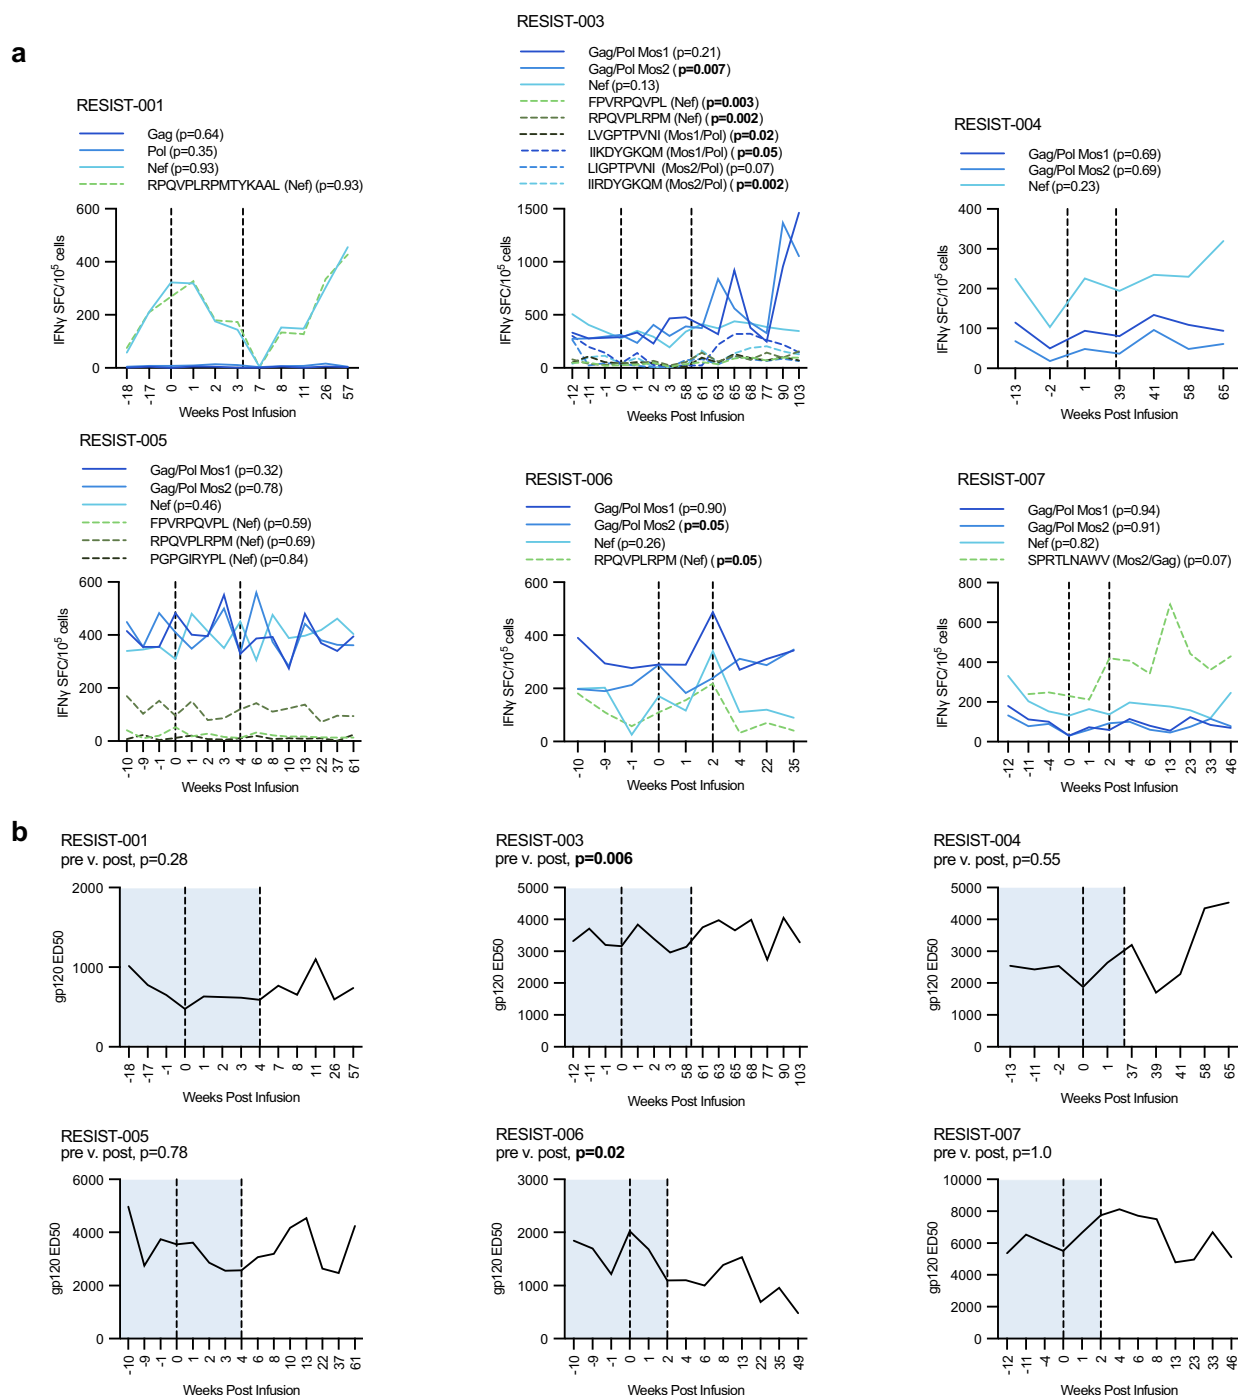 a
RESIST-001
Gag (p=0.64)
Pol (p=0.35)
Nef (p=0.93)
RPQVPLRPMTYKAAL (Nef) (p=0.93)
IFNγ SFC/10⁵ cells
600
400
200
0
-18
-17
0
1
2
3
7
8
11
26
57
Weeks Post Infusion
RESIST-003
Gag/Pol Mos1 (p=0.21)
Gag/Pol Mos2 (p=0.007)
Nef (p=0.13)
FPVRPQVPL (Nef) (p=0.003)
RPQVPLRPM (Nef) (p=0.002)
LVGPTPVNI (Mos1/Pol) (p=0.02)
IIKDYGKQM (Mos1/Pol) (p=0.05)
LIGPTPVNI (Mos2/Pol) (p=0.07)
IIRDYGKQM (Mos2/Pol) (p=0.002)
IFNγ SFC/10⁵ cells
1500
1000
500
0
-12
-11
-1
0
1
2
3
58
61
63
65
68
77
90
103
Weeks Post Infusion
RESIST-004
Gag/Pol Mos1 (p=0.69)
Gag/Pol Mos2 (p=0.69)
Nef (p=0.23)
IFNγ SFC/10⁵ cells
400
300
200
100
0
-13
-2
1
39
41
58
65
Weeks Post Infusion
RESIST-005
Gag/Pol Mos1 (p=0.32)
Gag/Pol Mos2 (p=0.78)
Nef (p=0.46)
FPVRPQVPL (Nef) (p=0.59)
RPQVPLRPM (Nef) (p=0.69)
PGPGIRYPL (Nef) (p=0.84)
IFNγ SFC/10⁵ cells
600
400
200
0
-10
-9
-1
0
1
2
3
4
6
8
10
13
22
37
61
Weeks Post Infusion
RESIST-006
Gag/Pol Mos1 (p=0.90)
Gag/Pol Mos2 (p=0.05)
Nef (p=0.26)
RPQVPLRPM (Nef) (p=0.05)
IFNγ SFC/10⁵ cells
600
400
200
0
-10
-9
-1
0
1
2
4
22
35
Weeks Post Infusion
RESIST-007
Gag/Pol Mos1 (p=0.94)
Gag/Pol Mos2 (p=0.91)
Nef (p=0.82)
SPRTLNAWV (Mos2/Gag) (p=0.07)
IFNγ SFC/10⁵ cells
800
600
400
200
0
-12
-11
-4
0
1
2
4
6
13
23
33
46
Weeks Post Infusion
b
RESIST-001
pre v. post, p=0.28
gp120 ED50
2000
1000
0
-18
-17
-1
0
1
2
3
4
7
8
11
26
57
Weeks Post Infusion
RESIST-003
pre v. post, p=0.006
gp120 ED50
5000
4000
3000
2000
1000
0
-12
-11
-1
0
1
2
3
58
61
63
65
68
77
90
103
Weeks Post Infusion
RESIST-004
pre v. post, p=0.55
gp120 ED50
5000
4000
3000
2000
1000
0
-13
-11
-2
0
1
37
39
41
58
65
Weeks Post Infusion
RESIST-005
pre v. post, p=0.78
gp120 ED50
6000
4000
2000
0
-10
-9
-1
0
1
2
3
4
6
8
10
13
22
37
61
Weeks Post Infusion
RESIST-006
pre v. post, p=0.02
gp120 ED50
3000
2000
1000
0
-10
-9
-1
0
1
2
4
6
8
13
22
35
49
Weeks Post Infusion
RESIST-007
pre v. post, p=1.0
gp120 ED50
10000
8000
6000
4000
2000
0
-12
-11
-4
0
1
2
4
6
8
13
23
33
46
Weeks Post Infusion